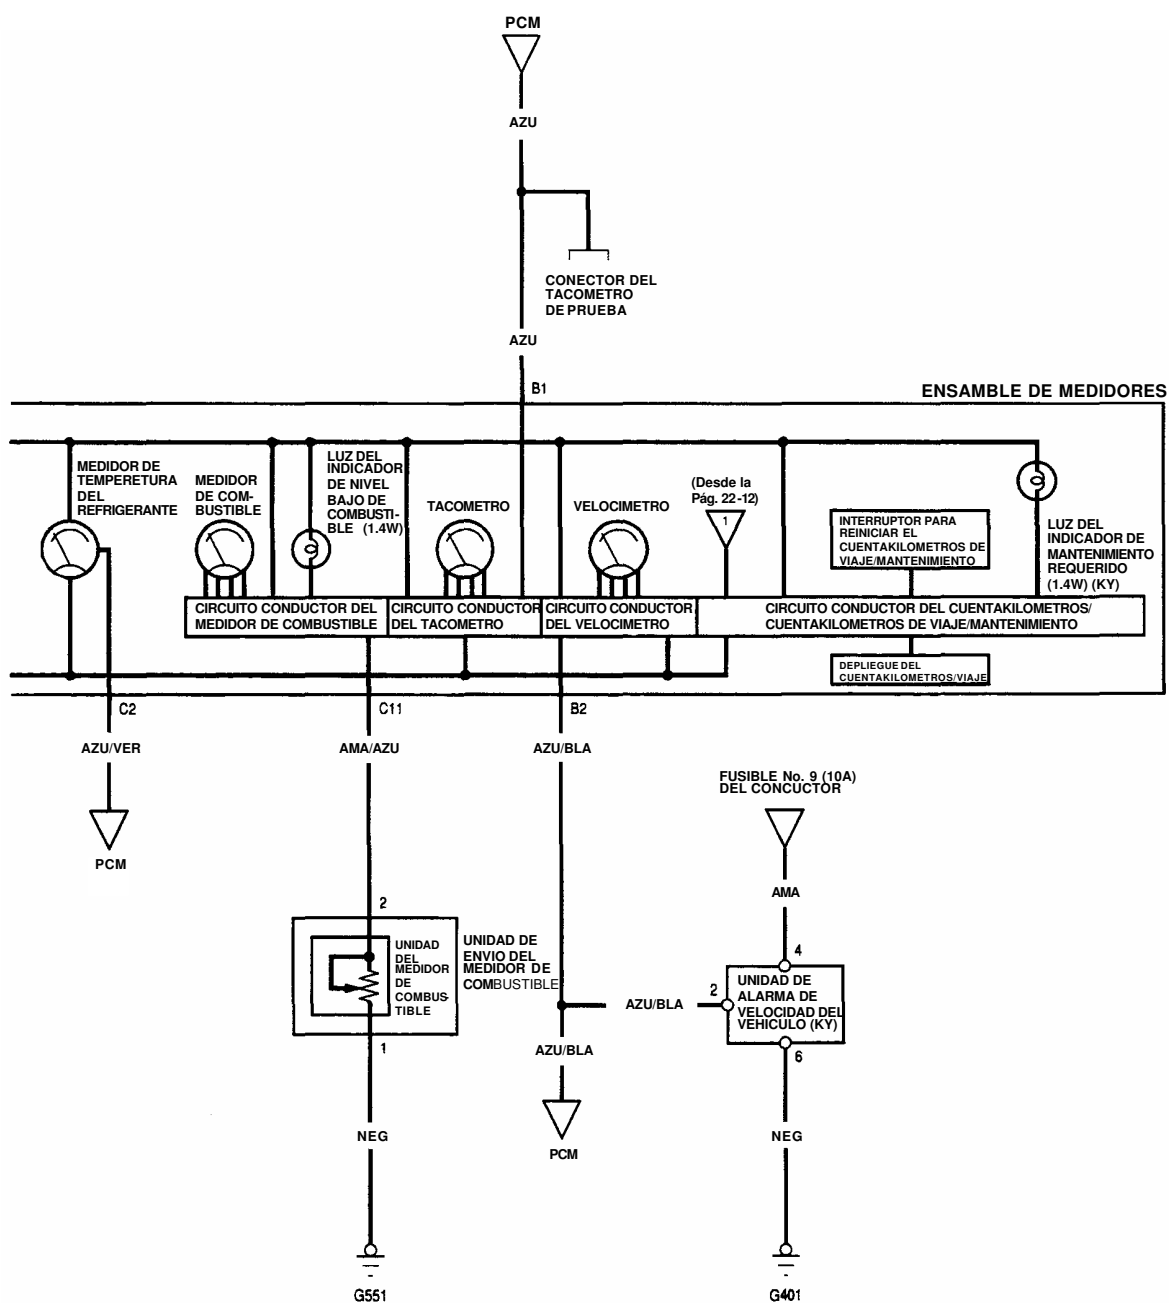 PCM
AZU
CONECTOR DEL
TACOMETRO
DE PRUEBA
AZU
B1
ENSAMBLE DE MEDIDORES
MEDIDOR DE
TEMPERETURA
DEL
REFRIGERANTE
MEDIDOR
DE COM-
BUSTIBLE
LUZ DEL
INDICADOR
DE NIVEL
BAJO DE
COMBUSTI-
BLE (1.4W)
TACOMETRO
VELOCIMETRO
(Desde la
Pág. 22-12)
1
INTERRUPTOR PARA
REINICIAR EL
CUENTAKILOMETROS DE
VIAJE/MANTENIMIENTO
LUZ DEL
INDICADOR DE
MANTENIMIENTO
REQUERIDO
(1.4W) (KY)
CIRCUITO CONDUCTOR DEL
MEDIDOR DE COMBUSTIBLE
CIRCUITO CONDUCTOR
DEL TACOMETRO
CIRCUITO CONDUCTOR
DEL VELOCIMETRO
CIRCUITO CONDUCTOR DEL CUENTAKILOMETROS/
CUENTAKILOMETROS DE VIAJE/MANTENIMIENTO
DEPLIEGUE DEL
CUENTAKILOMETROS/VIAJE
C2
C11
B2
AZU/VER
AMA/AZU
AZU/BLA
PCM
FUSIBLE No. 9 (10A)
DEL CONCUCTOR
AMA
2
UNIDAD
DEL
MEDIDOR
DE
COMBUS-
TIBLE
UNIDAD DE
ENVIO DEL
MEDIDOR DE
COMBUSTIBLE
1
AZU/BLA
2
4
UNIDAD DE
ALARMA DE
VELOCIDAD DEL
VEHICULO (KY)
6
AZU/BLA
PCM
NEG
NEG
G551
G401